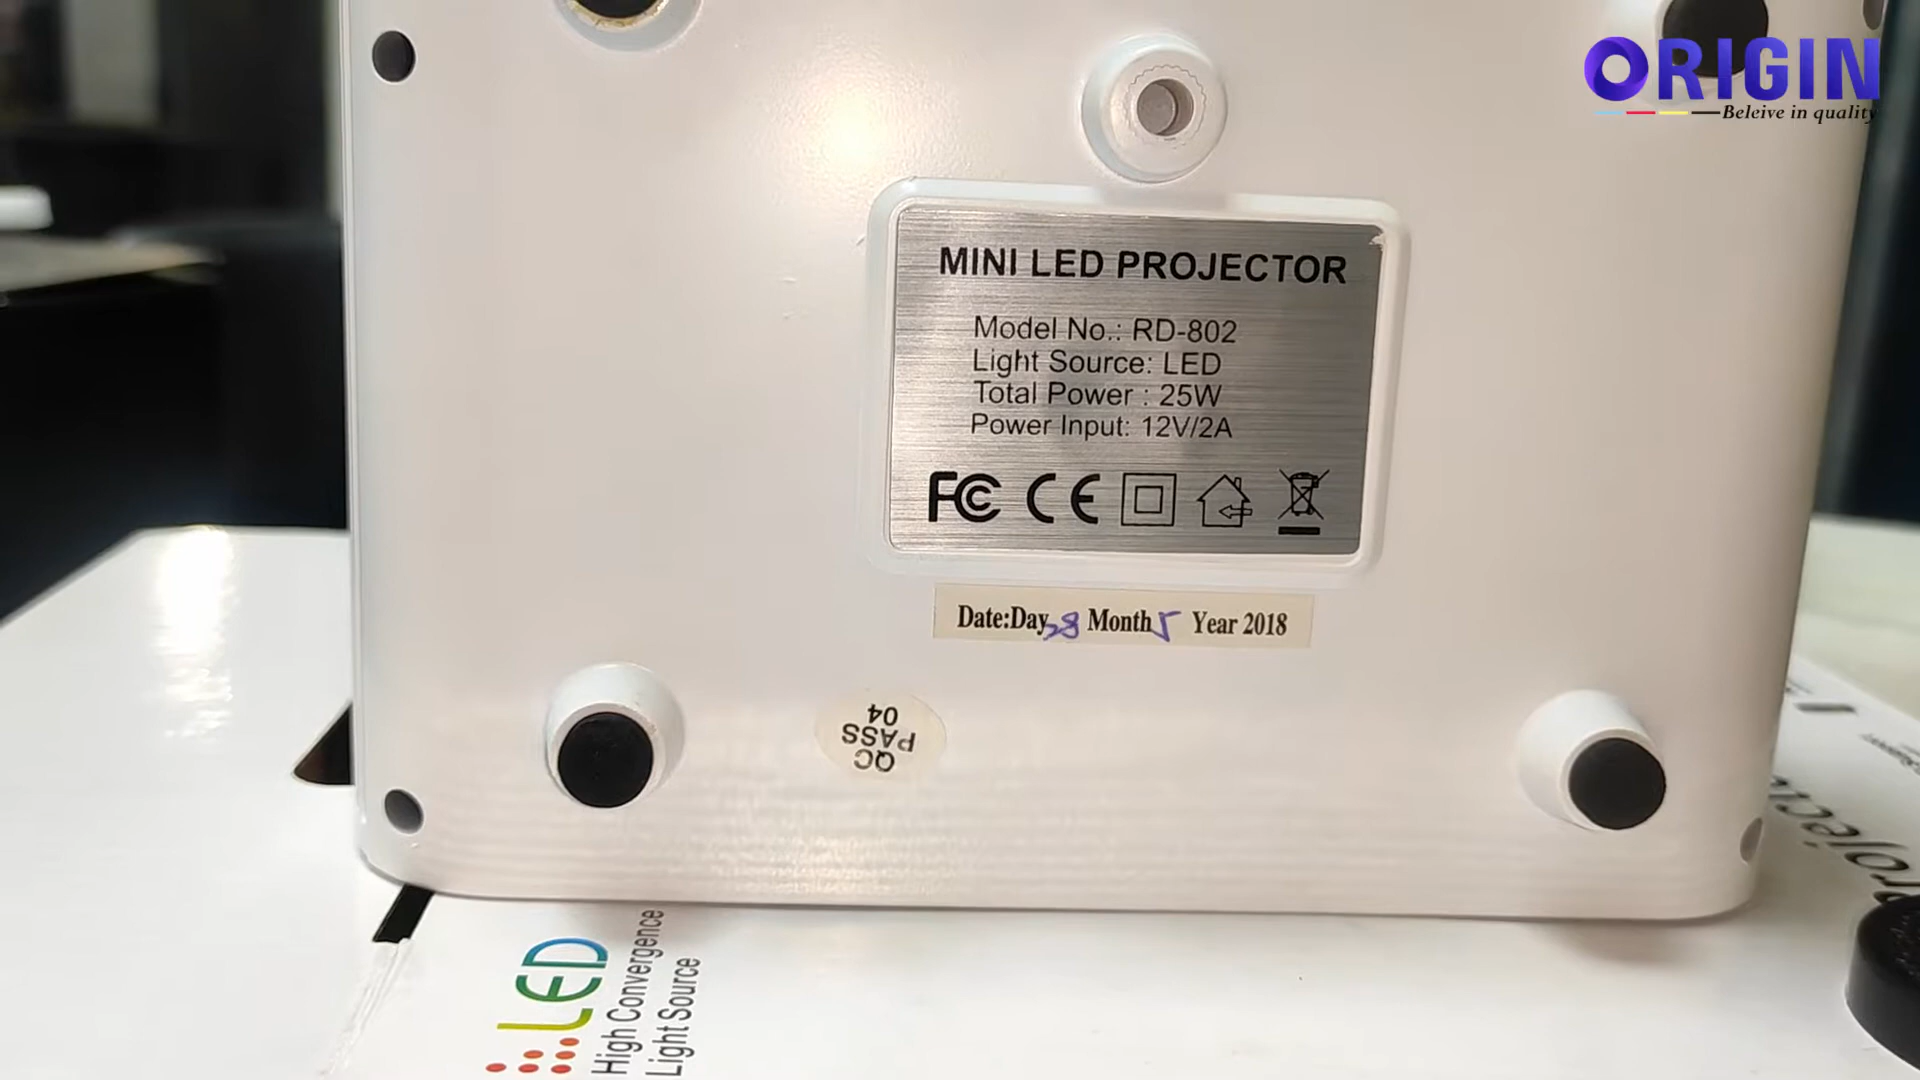 ORIGIN
Beleive in quality
MINI LED PROJECTOR
Model No.: RD-802
Light Source: LED
Total Power : 25W
Power Input: 12V/2A
FC CE
Date:Day 28 Month 5 Year 2018
QC
PASS
04
LED
High Convergence
Light Source